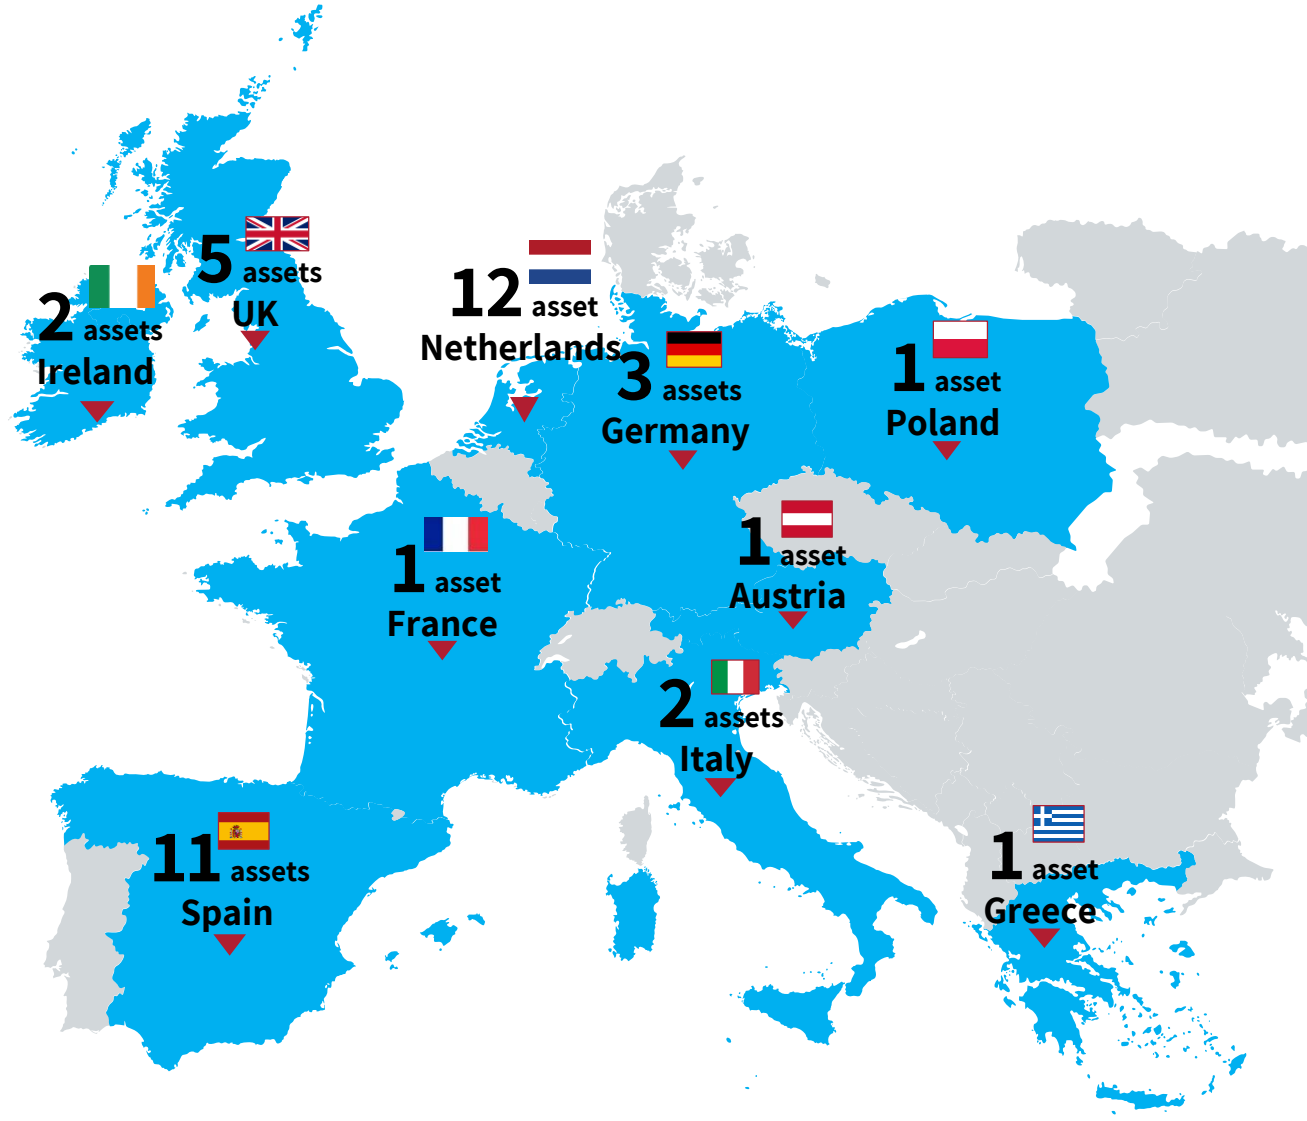 5 assets
UK
2 assets
Ireland
12 asset
Netherlands
3 assets
Germany
1 asset
Poland
1 asset
France
1 asset
Austria
2 assets
Italy
11 assets
Spain
1 asset
Greece